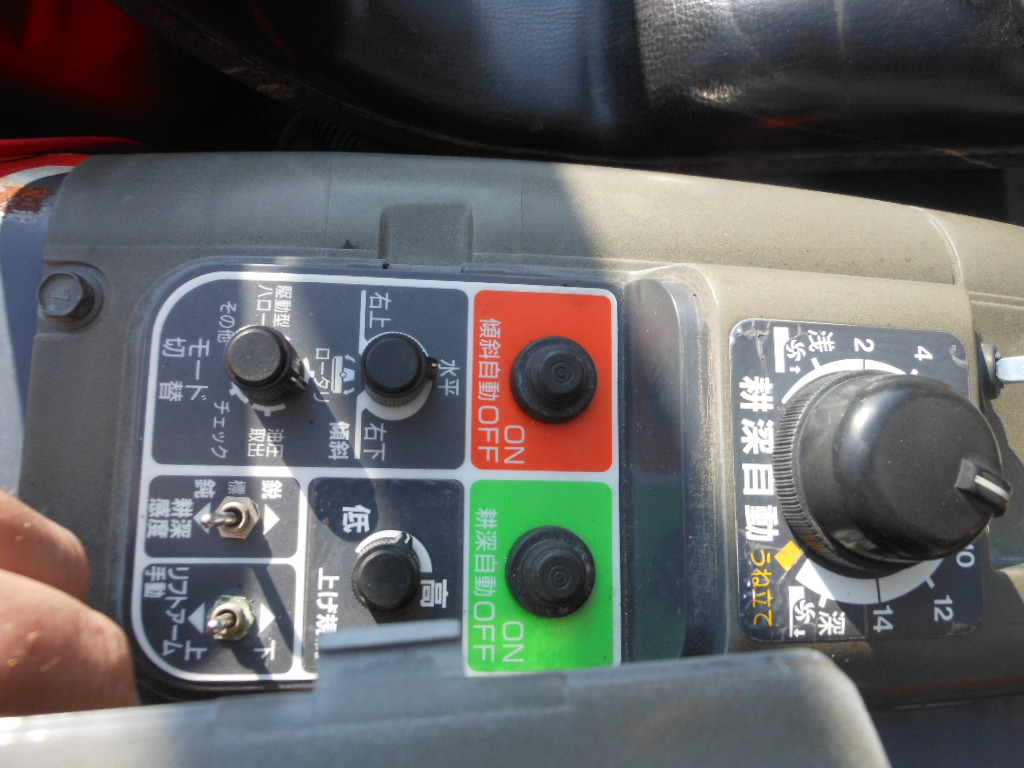 駆動型
ハロー
その他
モード
切替
ロータリ
油圧
取出
チェック
右上
水平
右下
傾斜
傾斜自動
ON
OFF
鋭
標
鈍
耕深
感度
リフトアーム
手動
上
下
低
高
上げ
耕深自動
ON
OFF
耕深自動
浅
2
4
10
12
14
深
うね立て